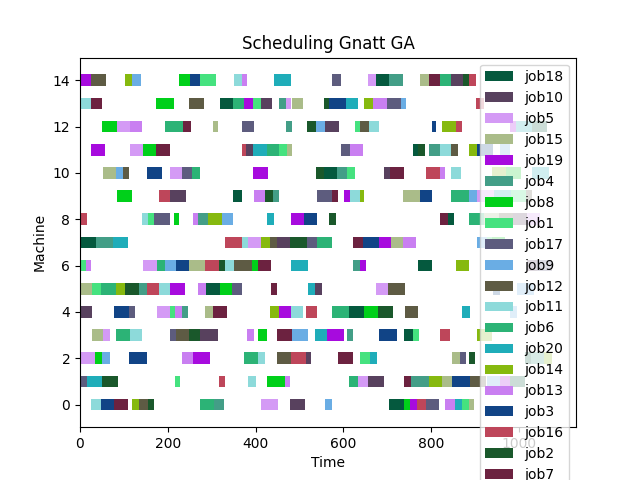 Scheduling Gnatt GA
14
12
10
8
6
4
2
0
Machine
0 200 400 600 800 1000
Time
job18
job10
job5
job15
job19
job4
job8
job1
job17
job9
job12
job11
job6
job20
job14
job13
job3
job16
job2
job7